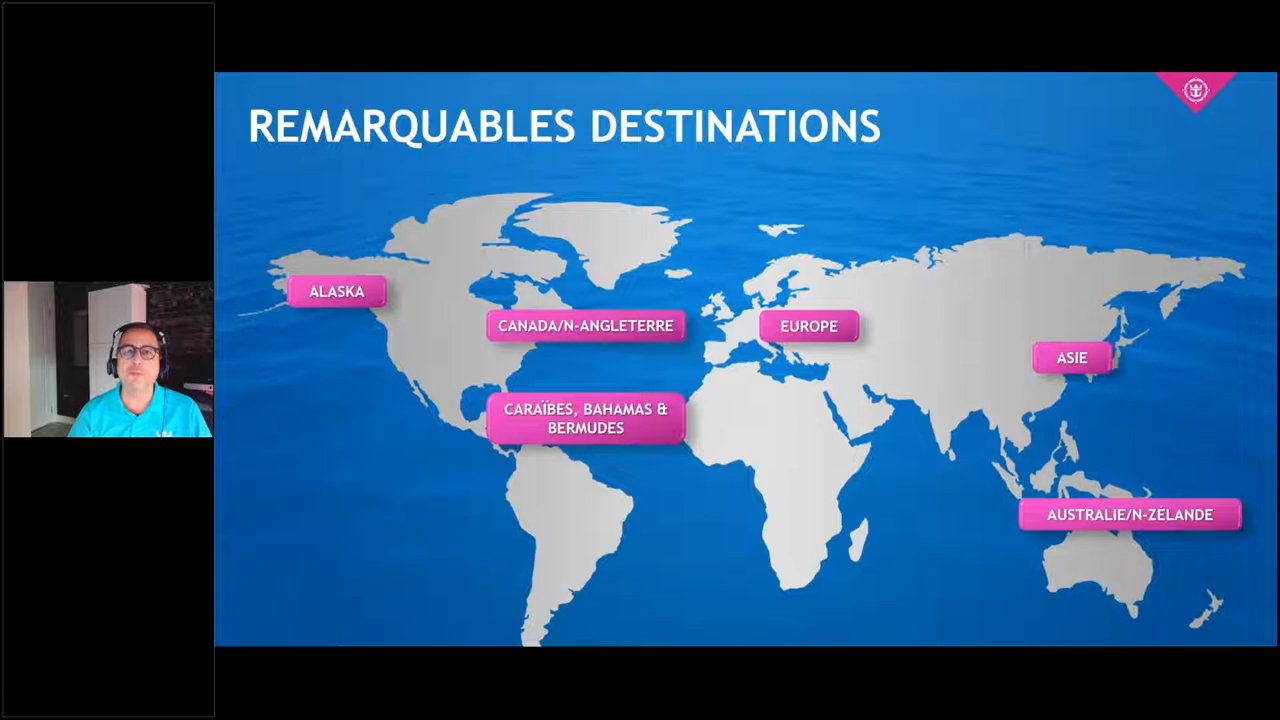 REMARQUABLES DESTINATIONS
ALASKA
CANADA/N-ANGLETERRE
EUROPE
ASIE
CARAÏBES, BAHAMAS &
BERMUDES
AUSTRALIE/N-ZÉLANDE